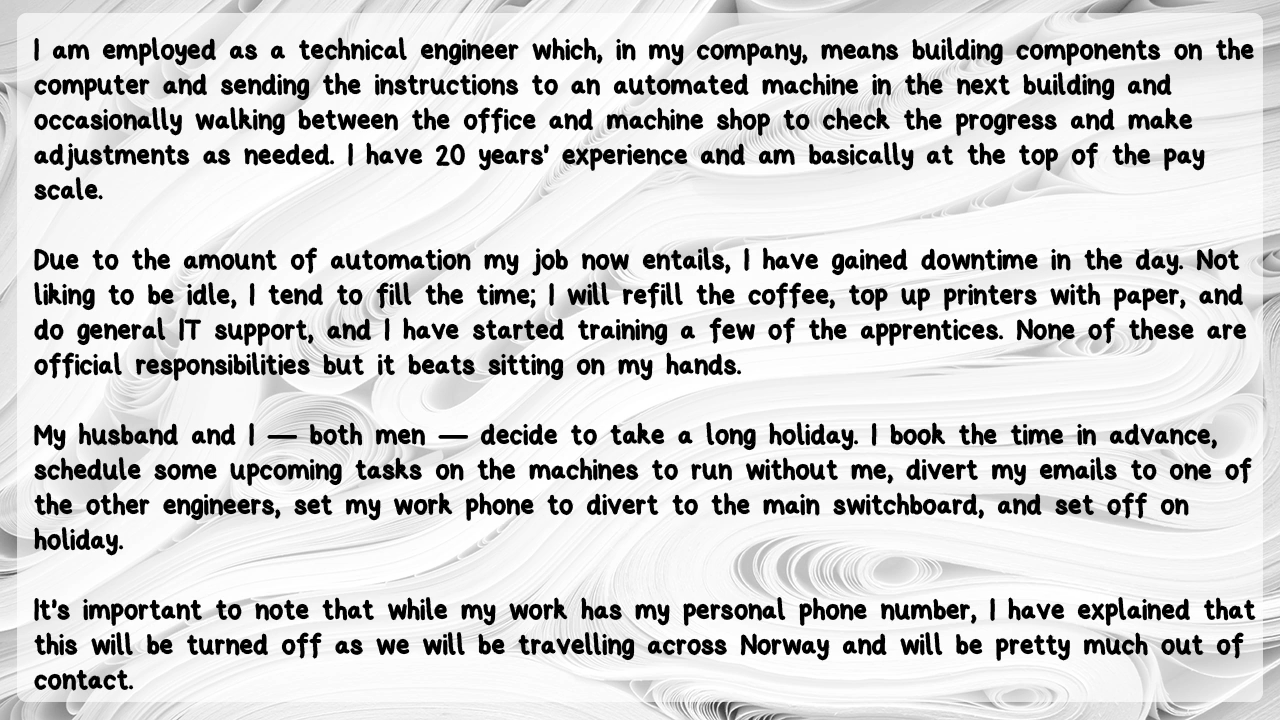 I am employed as a technical engineer which, in my company, means building components on the
computer and sending the instructions to an automated machine in the next building and
occasionally walking between the office and machine shop to check the progress and make
adjustments as needed. I have 20 years' experience and am basically at the top of the pay
scale.
Due to the amount of automation my job now entails, I have gained downtime in the day. Not
liking to be idle, I tend to fill the time; I will refill the coffee, top up printers with paper, and
do general IT support, and I have started training a few of the apprentices. None of these are
official responsibilities but it beats sitting on my hands.
My husband and I — both men — decide to take a long holiday. I book the time in advance,
schedule some upcoming tasks on the machines to run without me, divert my emails to one of
the other engineers, set my work phone to divert to the main switchboard, and set off on
holiday.
It's important to note that while my work has my personal phone number, I have explained that
this will be turned off as we will be travelling across Norway and will be pretty much out of
contact.